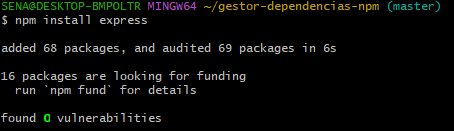 SENA@DESKTOP-BMPOLTR MINGW64 ~/gestor-dependencias-npm (master)
$ npm install express
added 68 packages, and audited 69 packages in 6s
16 packages are looking for funding
run `npm fund` for details
found 0 vulnerabilities